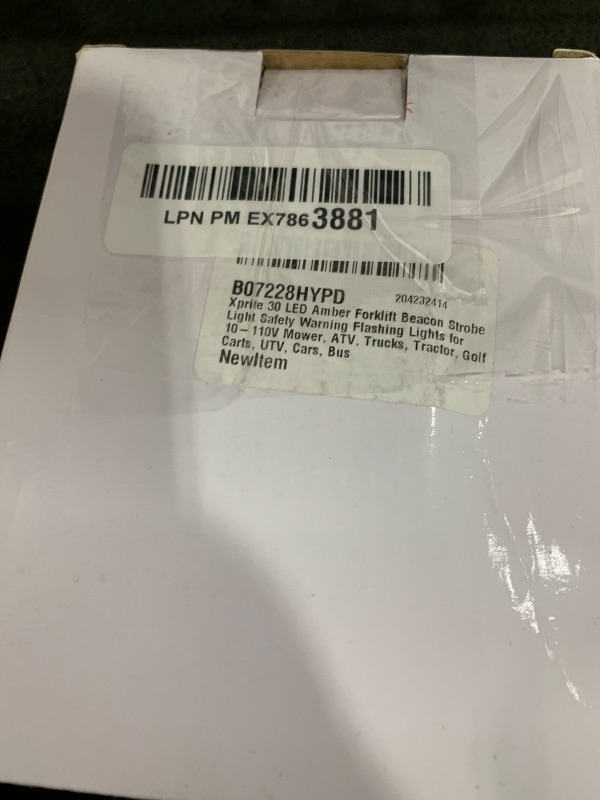 LPN PM EX7863881
B07228HYPD 204232414
Xprite 30 LED Amber Forklift Beacon Strobe
Light Safety Warning Flashing Lights for
10-110V Mower, ATV, Trucks, Tractor, Golf
Carts, UTV, Cars, Bus
NewItem